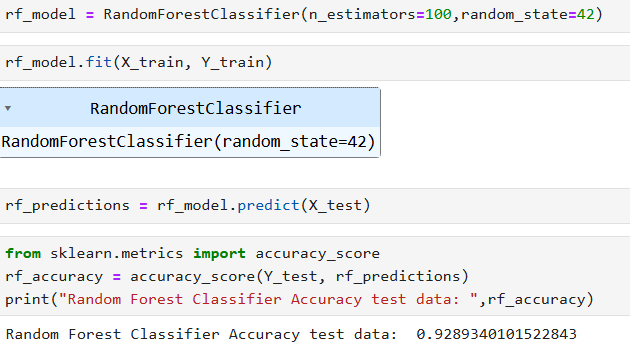 rf_model = RandomForestClassifier(n_estimators=100,random_state=42)
rf_model.fit(X_train, Y_train)
RandomForestClassifier
RandomForestClassifier(random_state=42)
rf_predictions = rf_model.predict(X_test)
from sklearn.metrics import accuracy_score
rf_accuracy = accuracy_score(Y_test, rf_predictions)
print("Random Forest Classifier Accuracy test data: ",rf_accuracy)
Random Forest Classifier Accuracy test data:  0.9289340101522843